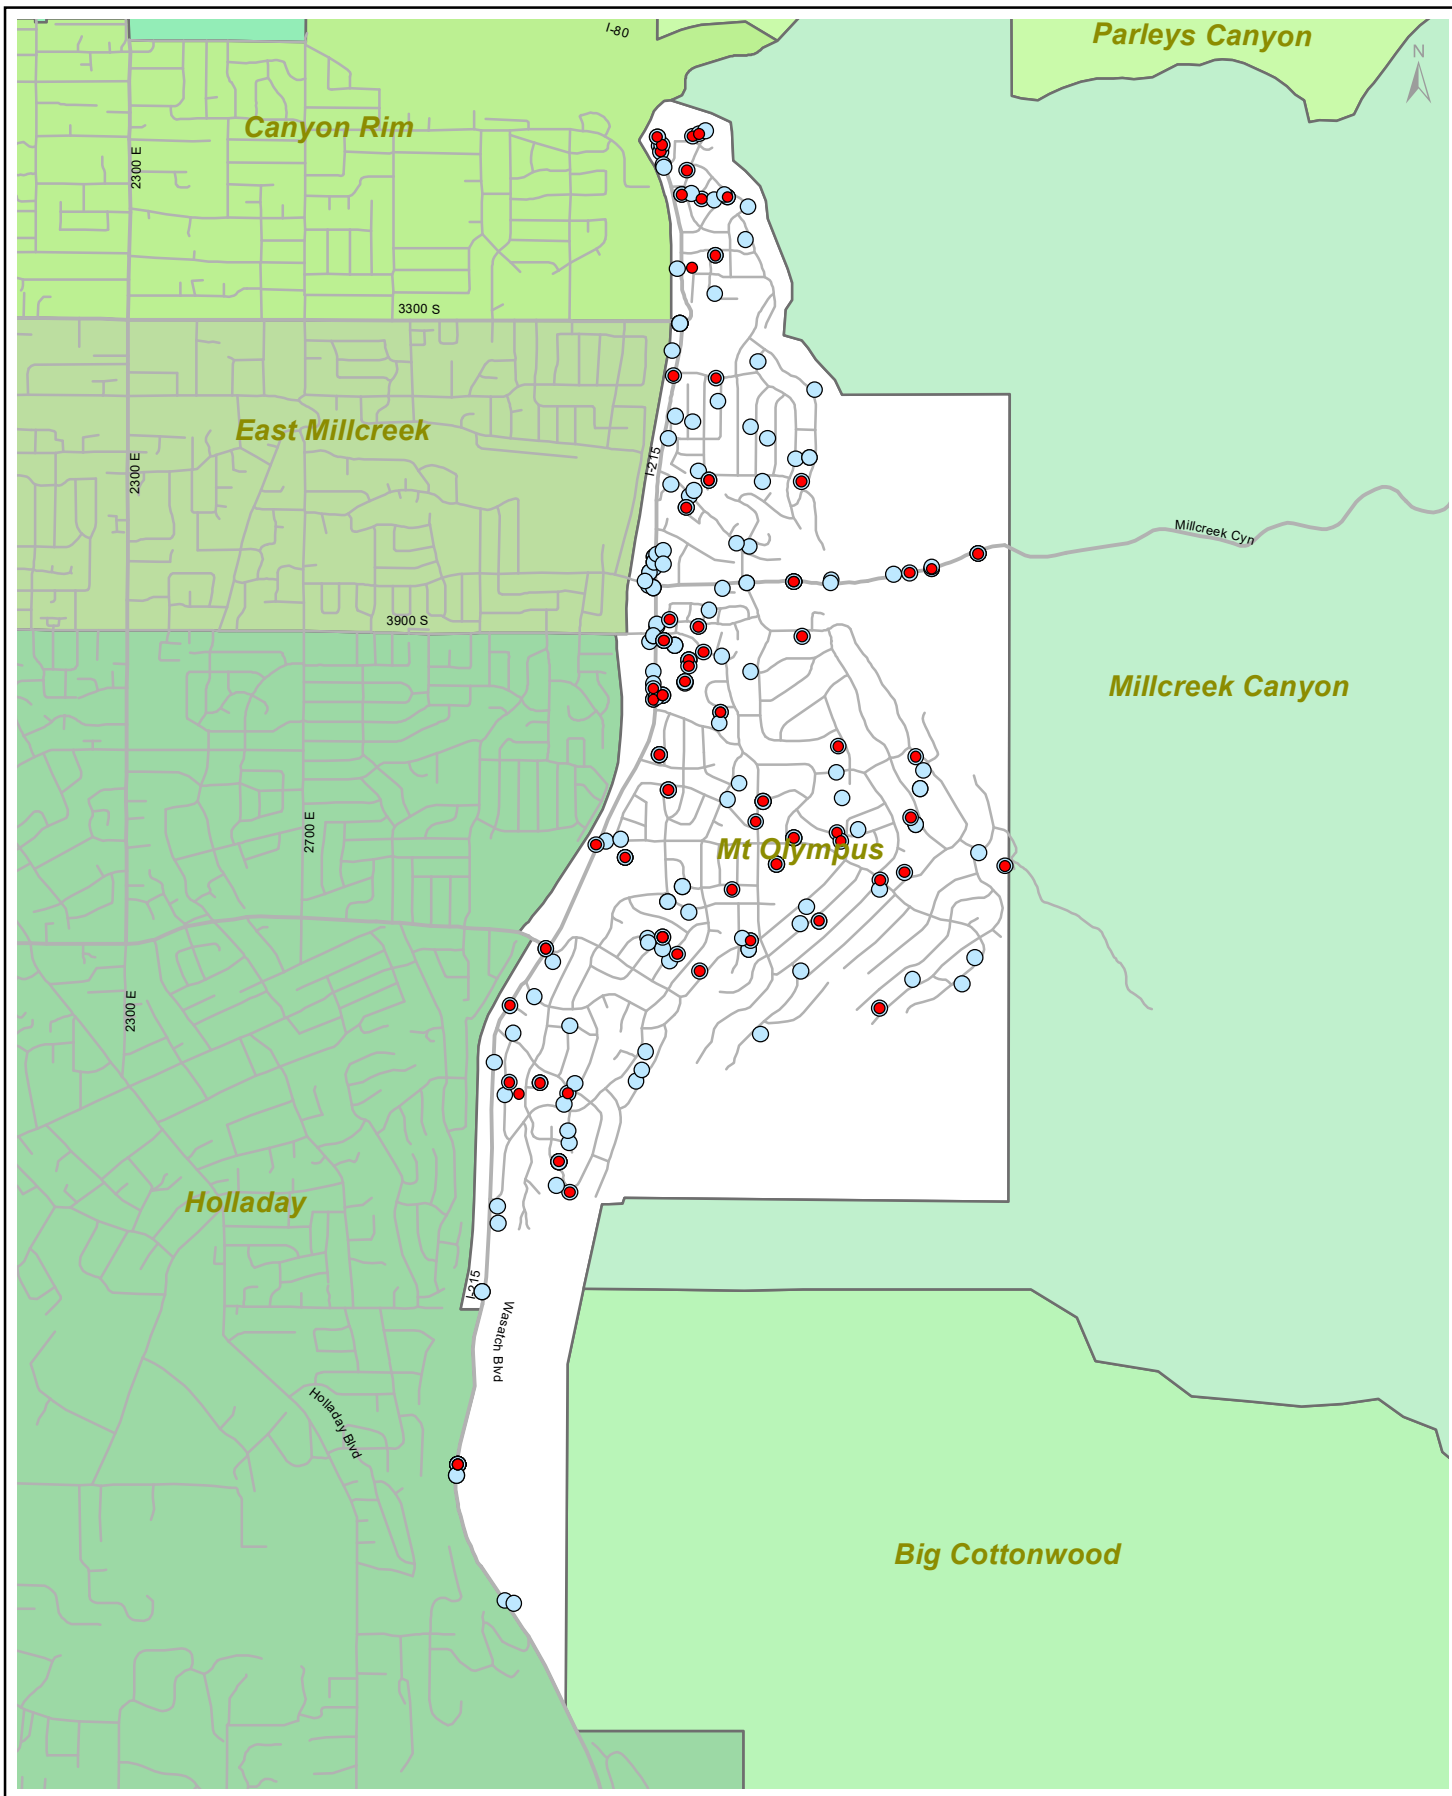 I-80
Parleys Canyon
N
Canyon Rim
2300 E
3300 S
East Millcreek
2300 E
I-215
Millcreek Cyn
3900 S
Millcreek Canyon
2700 E
Mt Olympus
2300 E
Holladay
I-215
Wasatch Blvd
Holladay Blvd
Big Cottonwood